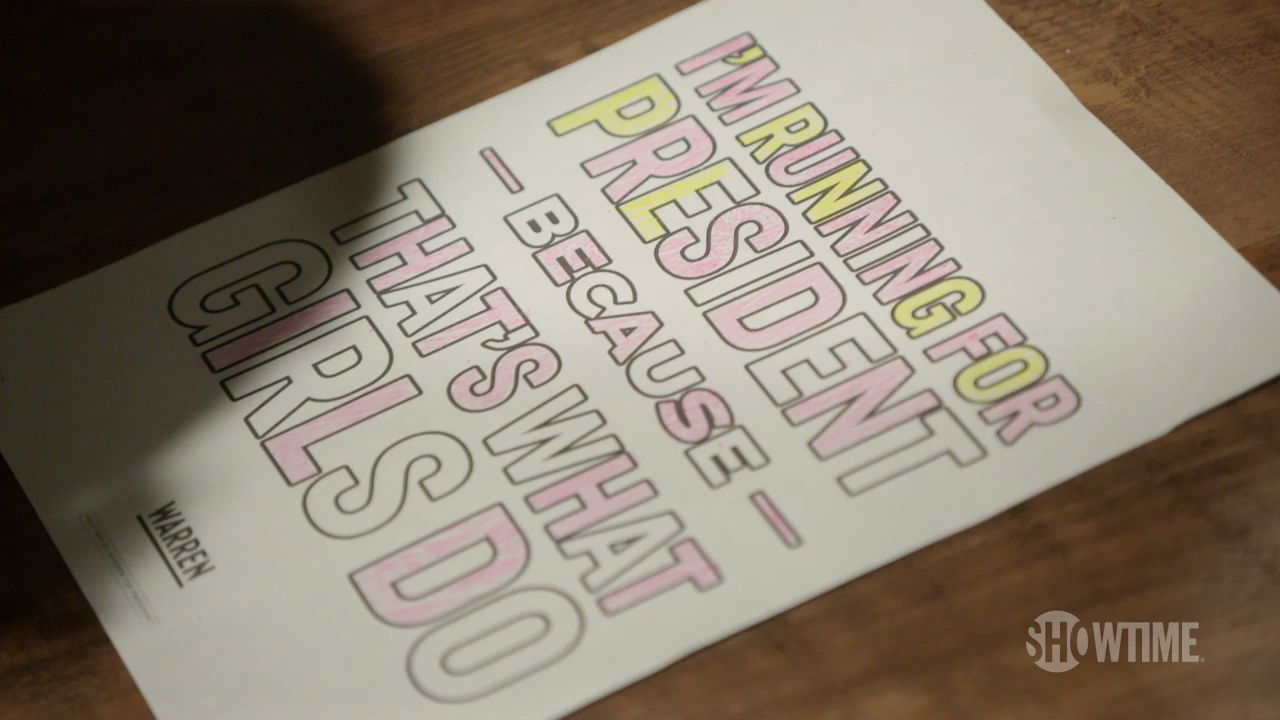 I'M RUNNING FOR
PRESIDENT
— BECAUSE —
THAT'S WHAT
GIRLS DO
WARREN
SHOWTIME